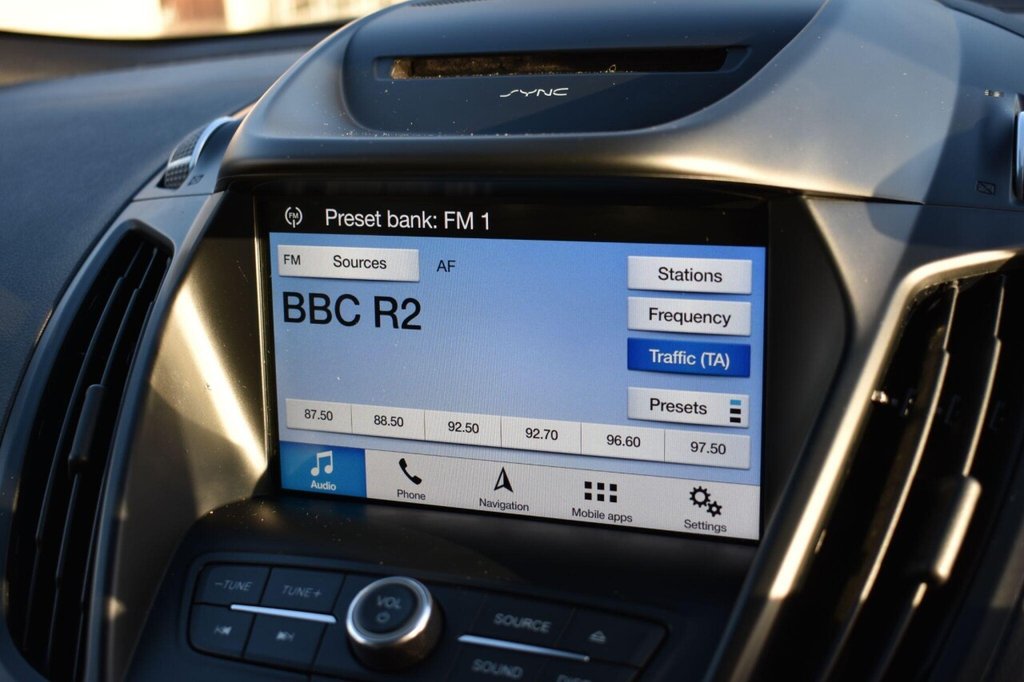 SYNC
FM
Preset bank: FM 1
FM Sources
AF
Stations
BBC R2
Frequency
Traffic (TA)
Presets
87.50 88.50 92.50 92.70 96.60 97.50
Audio Phone Navigation Mobile apps Settings
–TUNE TUNE+
VOL
SOURCE
SOUND